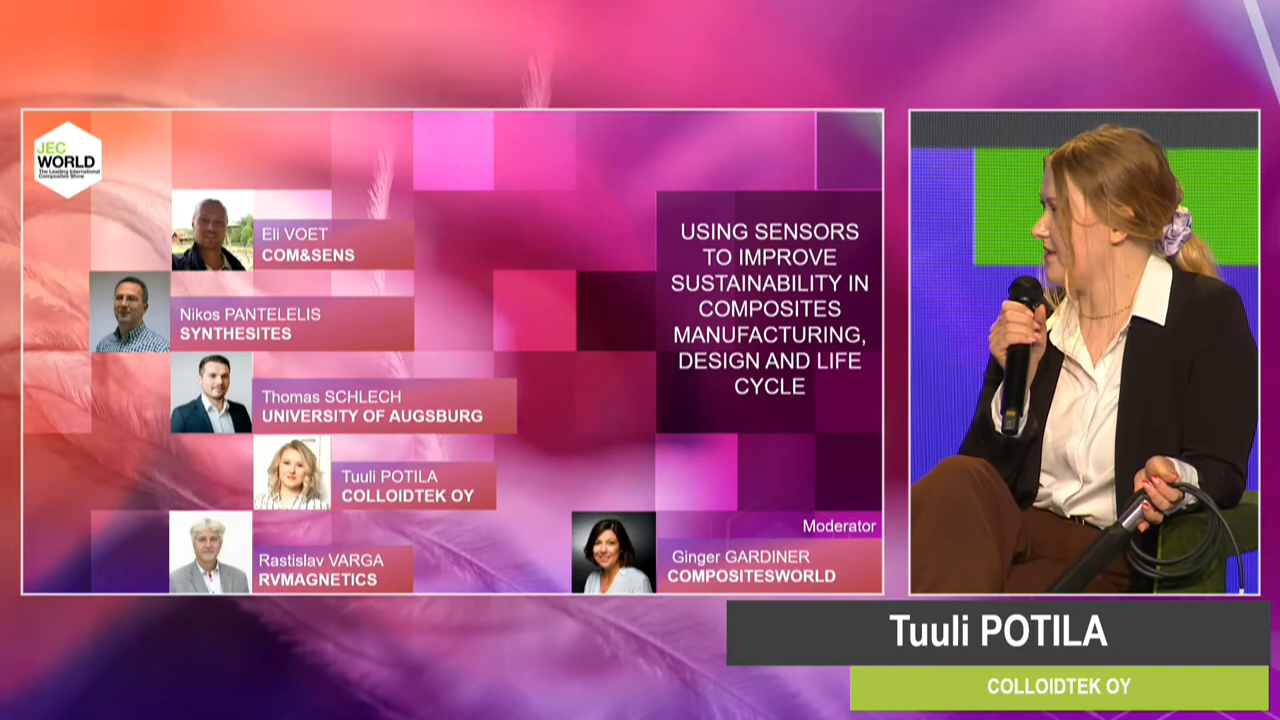 JEC
WORLD
The Leading International
Composites Show
Eli VOET
COM&SENS
Nikos PANTELELIS
SYNTHESITES
Thomas SCHLECH
UNIVERSITY OF AUGSBURG
Tuuli POTILA
COLLOIDTEK OY
Rastislav VARGA
RVMAGNETICS
USING SENSORS
TO IMPROVE
SUSTAINABILITY IN
COMPOSITES
MANUFACTURING,
DESIGN AND LIFE
CYCLE
Moderator
Ginger GARDINER
COMPOSITESWORLD
Tuuli POTILA
COLLOIDTEK OY